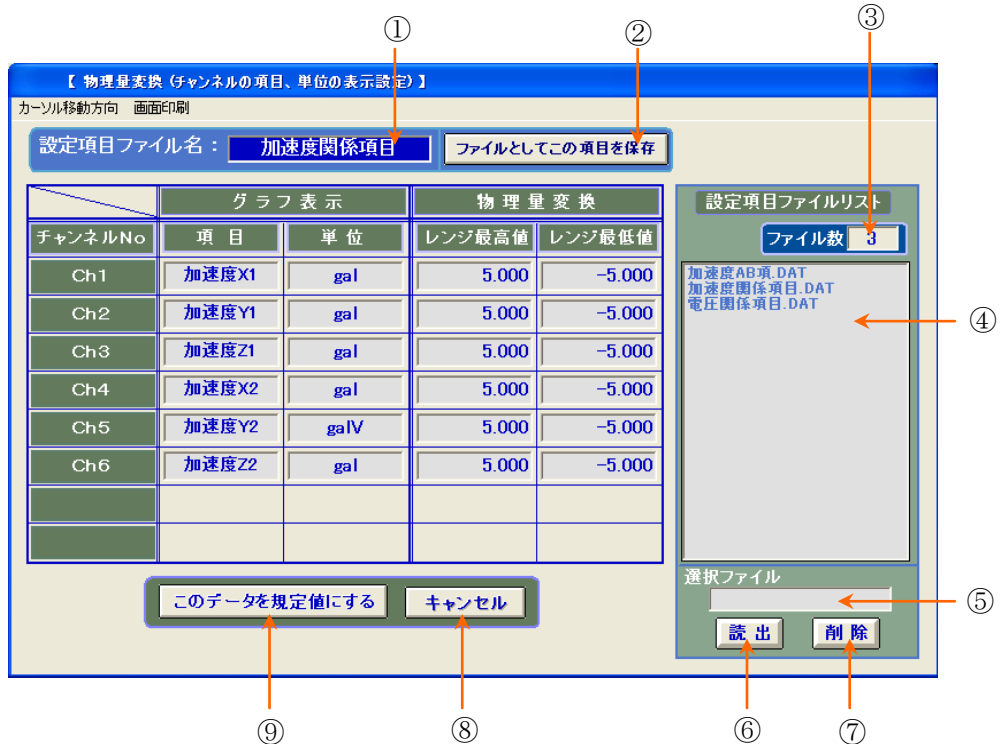 ① ② ③
【 物理量変換 (チャンネルの項目、単位の表示設定) 】
カーソル移動方向 画面印刷
設定項目ファイル名： 加速度関係項目 ファイルとしてこの項目を保存
グラフ表示 物理量変換 設定項目ファイルリスト
チャンネルNo 項目 単位 レンジ最高値 レンジ最低値 ファイル数 3
Ch1 加速度X1 gal 5.000 −5.000
Ch2 加速度Y1 gal 5.000 −5.000
Ch3 加速度Z1 gal 5.000 −5.000
Ch4 加速度X2 gal 5.000 −5.000
Ch5 加速度Y2 galV 5.000 −5.000
Ch6 加速度Z2 gal 5.000 −5.000
加速度AB項.DAT
加速度関係項目.DAT
電圧関係項目.DAT
④
選択ファイル
⑤
このデータを規定値にする キャンセル 読出 削除
⑨ ⑧ ⑥ ⑦